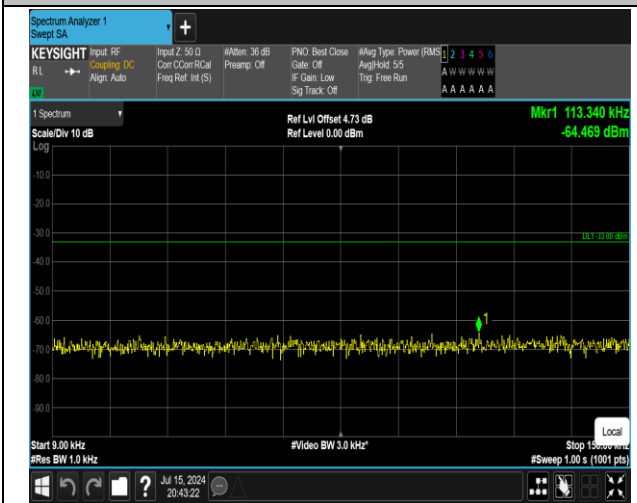 Spectrum Analyzer 1
Swept SA
+
KEYSIGHT
RL
LXI
Input: RF
Coupling: DC
Align: Auto
Input Z: 50 Ω
Corr CCorr RCal
Freq Ref: Int (S)
#Atten: 36 dB
Preamp: Off
PNO: Best Close
Gate: Off
IF Gain: Low
Sig Track: Off
#Avg Type: Power (RMS
Avg|Hold: 5/5
Trig: Free Run
1 2 3 4 5 6
A W W W W W
A A A A A A
1 Spectrum
Scale/Div 10 dB
Log
Ref Lvl Offset 4.73 dB
Ref Level 0.00 dBm
Mkr1 113.340 kHz
-64.469 dBm
-10.0
-20.0
-30.0
DL1 -33.00 dBm
-40.0
-50.0
-60.0
1
-70.0
-80.0
-90.0
Local
Start 9.00 kHz
#Res BW 1.0 kHz
#Video BW 3.0 kHz*
Stop
#Sweep 1.00 s (1001 pts)
?
Jul 15, 2024
20:43:22